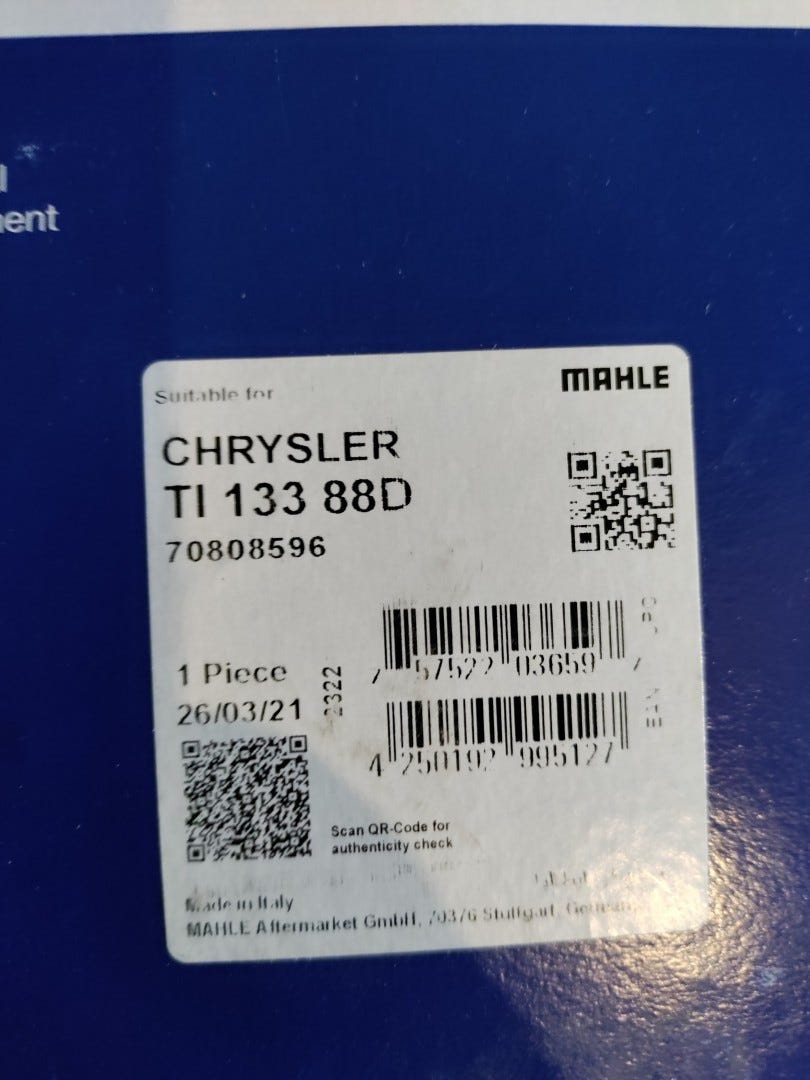 Suitable for
MAHLE
CHRYSLER
TI 133 88D
70808596
1 Piece
26/03/21
2322
7 57522 03659 7
UPC
4 250192 995127
EAN
Scan QR-Code for
authenticity check
Made in Italy
MAHLE Aftermarket GmbH, 70376 Stuttgart, Germany